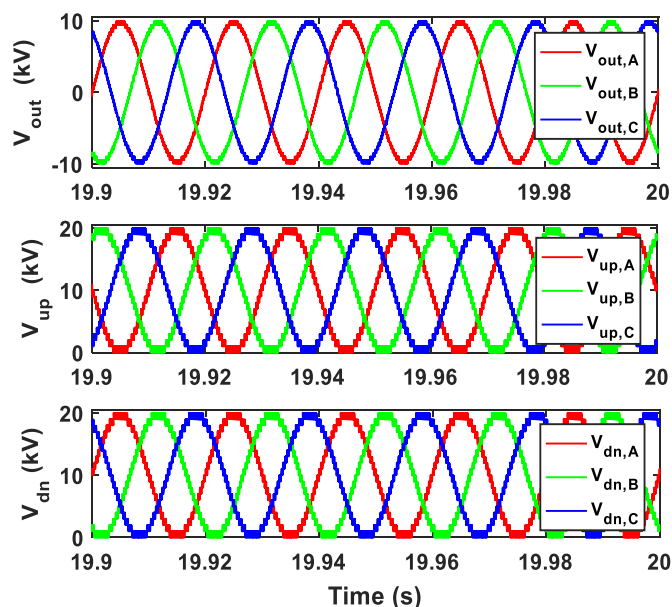 10
0
-10
V_out (kV)
V_out,A
V_out,B
V_out,C
19.9 19.92 19.94 19.96 19.98 20
20
10
0
V_up (kV)
V_up,A
V_up,B
V_up,C
19.9 19.92 19.94 19.96 19.98 20
20
10
0
V_dn (kV)
V_dn,A
V_dn,B
V_dn,C
19.9 19.92 19.94 19.96 19.98 20
Time (s)